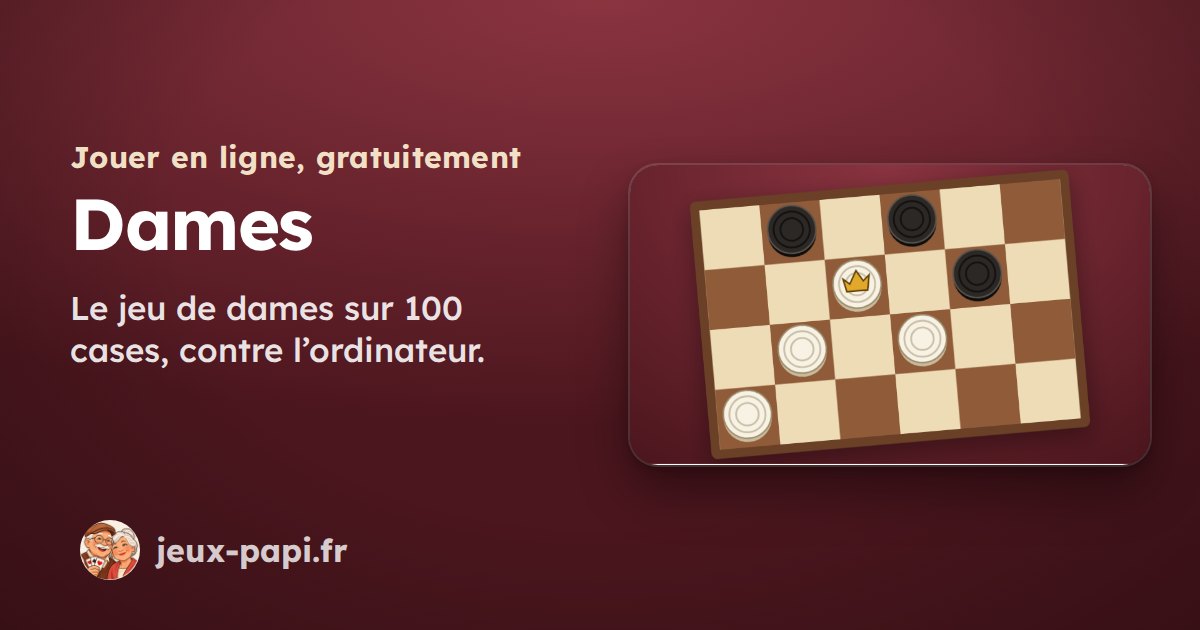 Jouer en ligne, gratuitement
Dames
Le jeu de dames sur 100
cases, contre l’ordinateur.
jeux-papi.fr